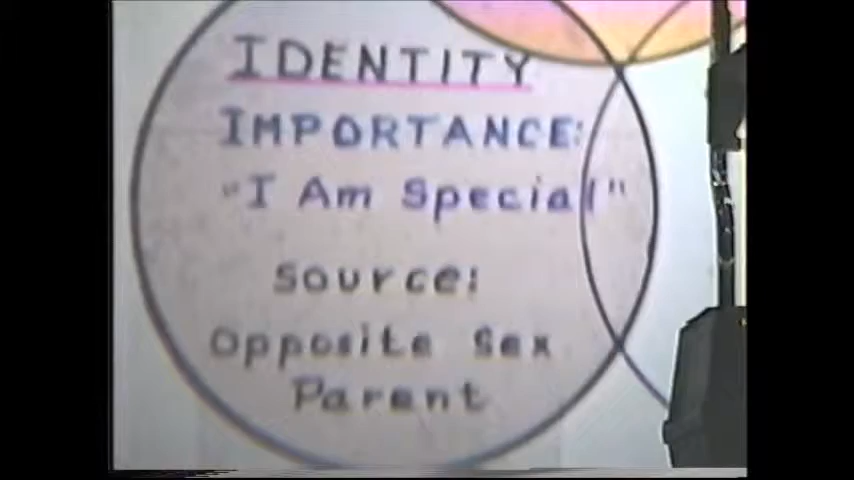 IDENTITY
IMPORTANCE:
"I Am Special"
Source:
Opposite Sex
Parent